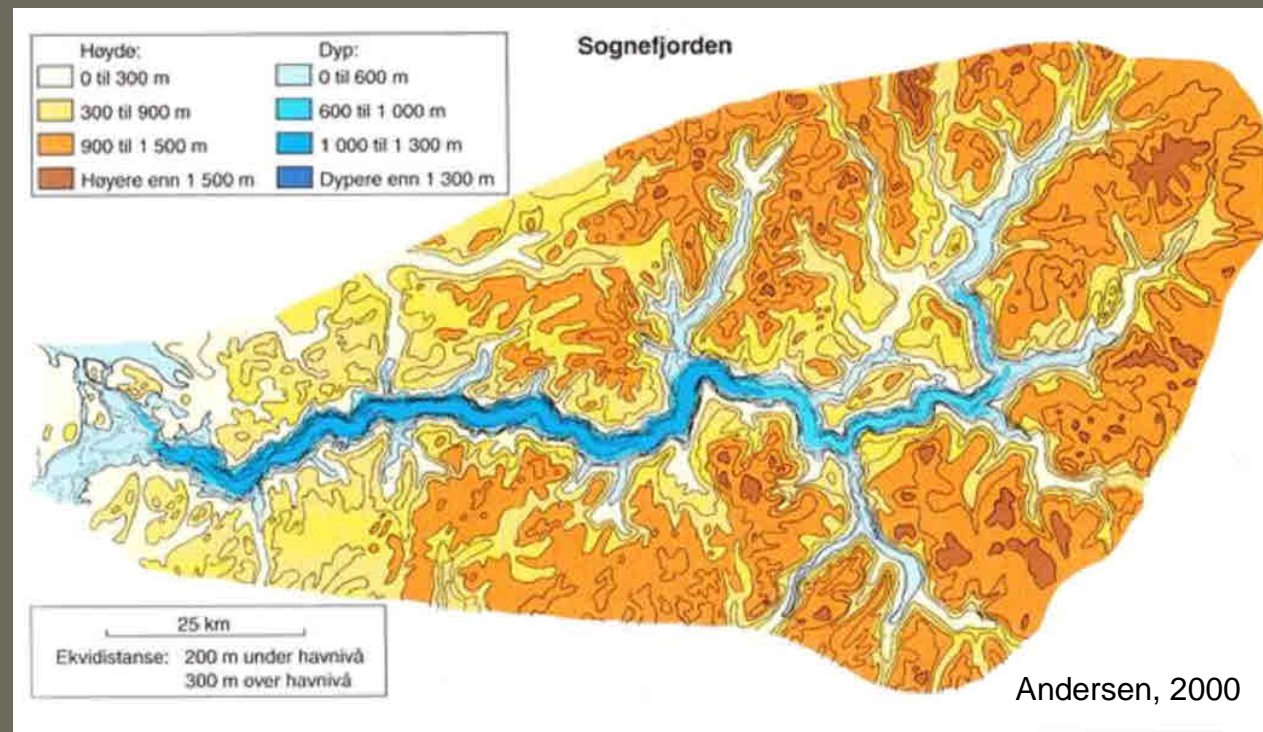 Sognefjorden
Høyde:
0 til 300 m
300 til 900 m
900 til 1 500 m
Høyere enn 1 500 m
Dyp:
0 til 600 m
600 til 1 000 m
1 000 til 1 300 m
Dypere enn 1 300 m
25 km
Ekvidistanse: 200 m under havnivå
300 m over havnivå
Andersen, 2000